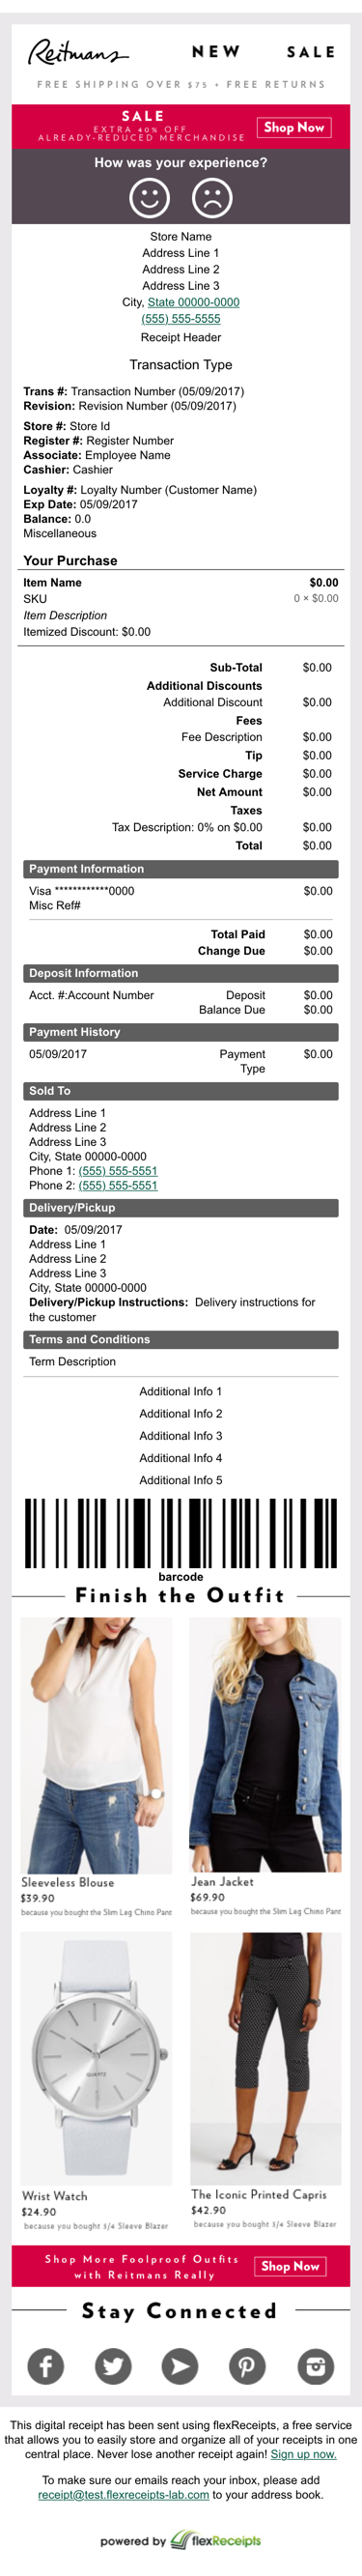 Reitmans NEW SALE
FREE SHIPPING OVER $75 + FREE RETURNS
SALE
EXTRA 40% OFF
ALREADY-REDUCED MERCHANDISE
Shop Now
How was your experience?
Store Name
Address Line 1
Address Line 2
Address Line 3
City, State 00000-0000
(555) 555-5555
Receipt Header
Transaction Type
Trans #: Transaction Number (05/09/2017)
Revision: Revision Number (05/09/2017)
Store #: Store Id
Register #: Register Number
Associate: Employee Name
Cashier: Cashier
Loyalty #: Loyalty Number (Customer Name)
Exp Date: 05/09/2017
Balance: 0.0
Miscellaneous
Your Purchase
Item Name $0.00
SKU 0 × $0.00
Item Description
Itemized Discount: $0.00
Sub-Total $0.00
Additional Discounts
Additional Discount $0.00
Fees
Fee Description $0.00
Tip $0.00
Service Charge $0.00
Net Amount $0.00
Taxes
Tax Description: 0% on $0.00 $0.00
Total $0.00
Payment Information
Visa ************0000 $0.00
Misc Ref#
Total Paid $0.00
Change Due $0.00
Deposit Information
Acct. #:Account Number Deposit $0.00
Balance Due $0.00
Payment History
05/09/2017 Payment $0.00
Type
Sold To
Address Line 1
Address Line 2
Address Line 3
City, State 00000-0000
Phone 1: (555) 555-5551
Phone 2: (555) 555-5551
Delivery/Pickup
Date: 05/09/2017
Address Line 1
Address Line 2
Address Line 3
City, State 00000-0000
Delivery/Pickup Instructions: Delivery instructions for
the customer
Terms and Conditions
Term Description
Additional Info 1
Additional Info 2
Additional Info 3
Additional Info 4
Additional Info 5
barcode
Finish the Outfit
Sleeveless Blouse
$39.90
because you bought the Slim Leg Chino Pant
Jean Jacket
$69.90
because you bought the Slim Leg Chino Pant
QUARTZ
Wrist Watch
$24.90
because you bought 3/4 Sleeve Blazer
The Iconic Printed Capris
$42.90
because you bought 3/4 Sleeve Blazer
Shop More Foolproof Outfits
with Reitmans Really
Shop Now
Stay Connected
This digital receipt has been sent using flexReceipts, a free service
that allows you to easily store and organize all of your receipts in one
central place. Never lose another receipt again! Sign up now.
To make sure our emails reach your inbox, please add
receipt@test.flexreceipts-lab.com to your address book.
powered by flexReceipts